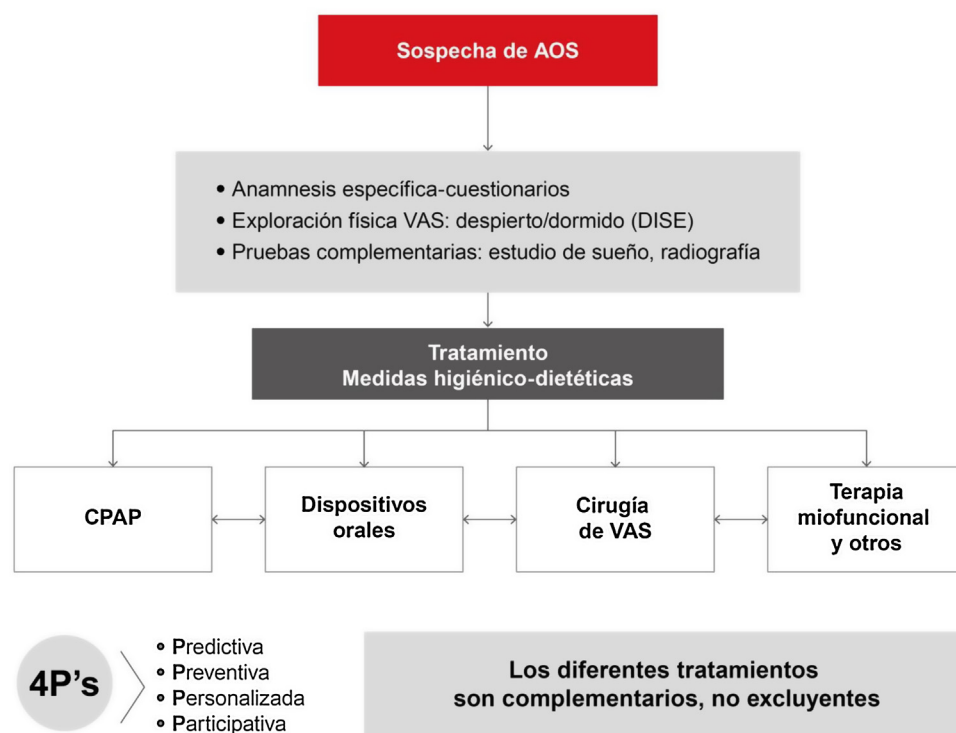 Sospecha de AOS
• Anamnesis específica-cuestionarios
• Exploración física VAS: despierto/dormido (DISE)
• Pruebas complementarias: estudio de sueño, radiografía
Tratamiento
Medidas higiénico-dietéticas
CPAP
Dispositivos
orales
Cirugía
de VAS
Terapia
miofuncional
y otros
4P's
• Predictiva
• Preventiva
• Personalizada
• Participativa
Los diferentes tratamientos
son complementarios, no excluyentes